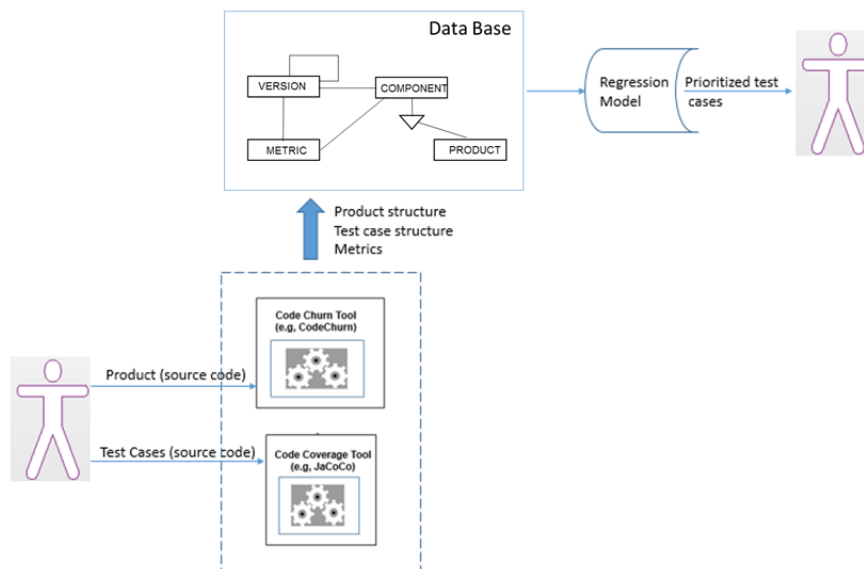 Data Base
VERSION
COMPONENT
METRIC
PRODUCT
Regression
Model
Prioritized test
cases
Product structure
Test case structure
Metrics
Code Churn Tool
(e.g, CodeChurn)
Product (source code)
Test Cases (source code)
Code Coverage Tool
(e.g, JaCoCo)